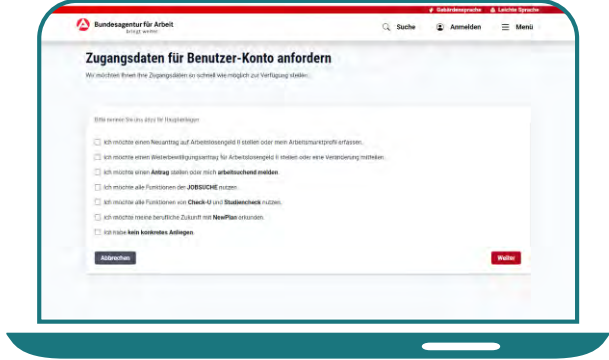 Gebärdensprache Leichte Sprache
Bundesagentur für Arbeit
bringt weiter.
Suche Anmelden Menü
Zugangsdaten für Benutzer-Konto anfordern
Wir möchten Ihnen Ihre Zugangsdaten so schnell wie möglich zur Verfügung stellen.
Bitte nennen Sie uns dazu Ihr Hauptanliegen
Ich möchte einen Neuantrag auf Arbeitslosengeld II stellen oder mein Arbeitsmarktprofil erfassen.
Ich möchte einen Weiterbewilligungsantrag für Arbeitslosengeld II stellen oder eine Veränderung mitteilen.
Ich möchte einen Antrag stellen oder mich arbeitsuchend melden.
Ich möchte alle Funktionen der JOBSUCHE nutzen.
Ich möchte alle Funktionen von Check-U und Studiencheck nutzen.
Ich möchte meine berufliche Zukunft mit NewPlan erkunden.
Ich habe kein konkretes Anliegen.
Abbrechen Weiter